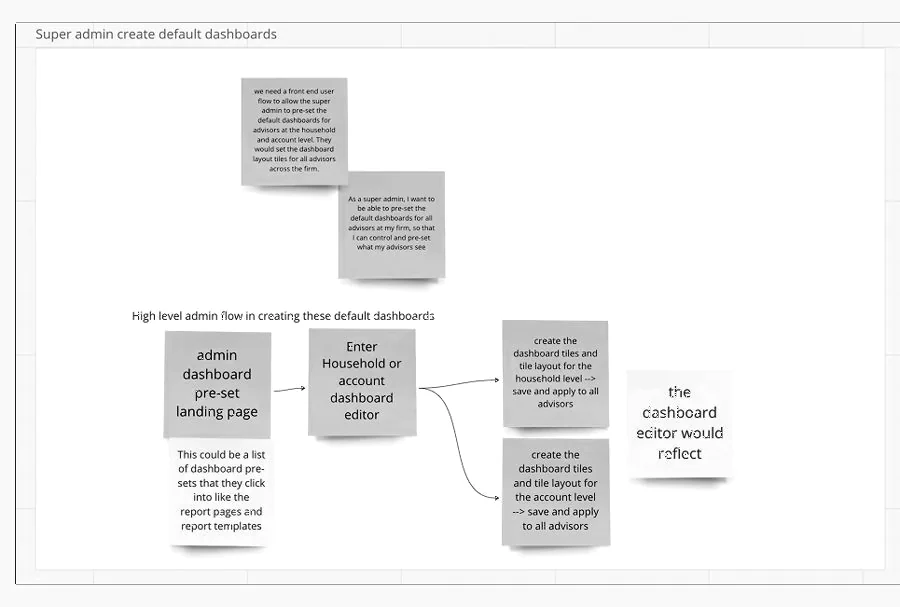 Super admin create default dashboards
we need a front end user
flow to allow the super
admin to pre-set the
default dashboards for
advisors at the household
and account level. They
would set the dashboard
layout tiles for all advisors
across the firm.
As a super admin, I want to
be able to pre-set the
default dashboards for all
advisors at my firm, so that
I can control and pre-set
what my advisors see
High level admin flow in creating these default dashboards
admin
dashboard
pre-set
landing page
This could be a list
of dashboard pre-
sets that they click
into like the
report pages and
report templates
Enter
Household or
account
dashboard
editor
create the
dashboard tiles and
tile layout for the
household level -->
save and apply to all
advisors
create the
dashboard tiles
and tile layout for
the account level
--> save and apply
to all advisors
the
dashboard
editor would
reflect